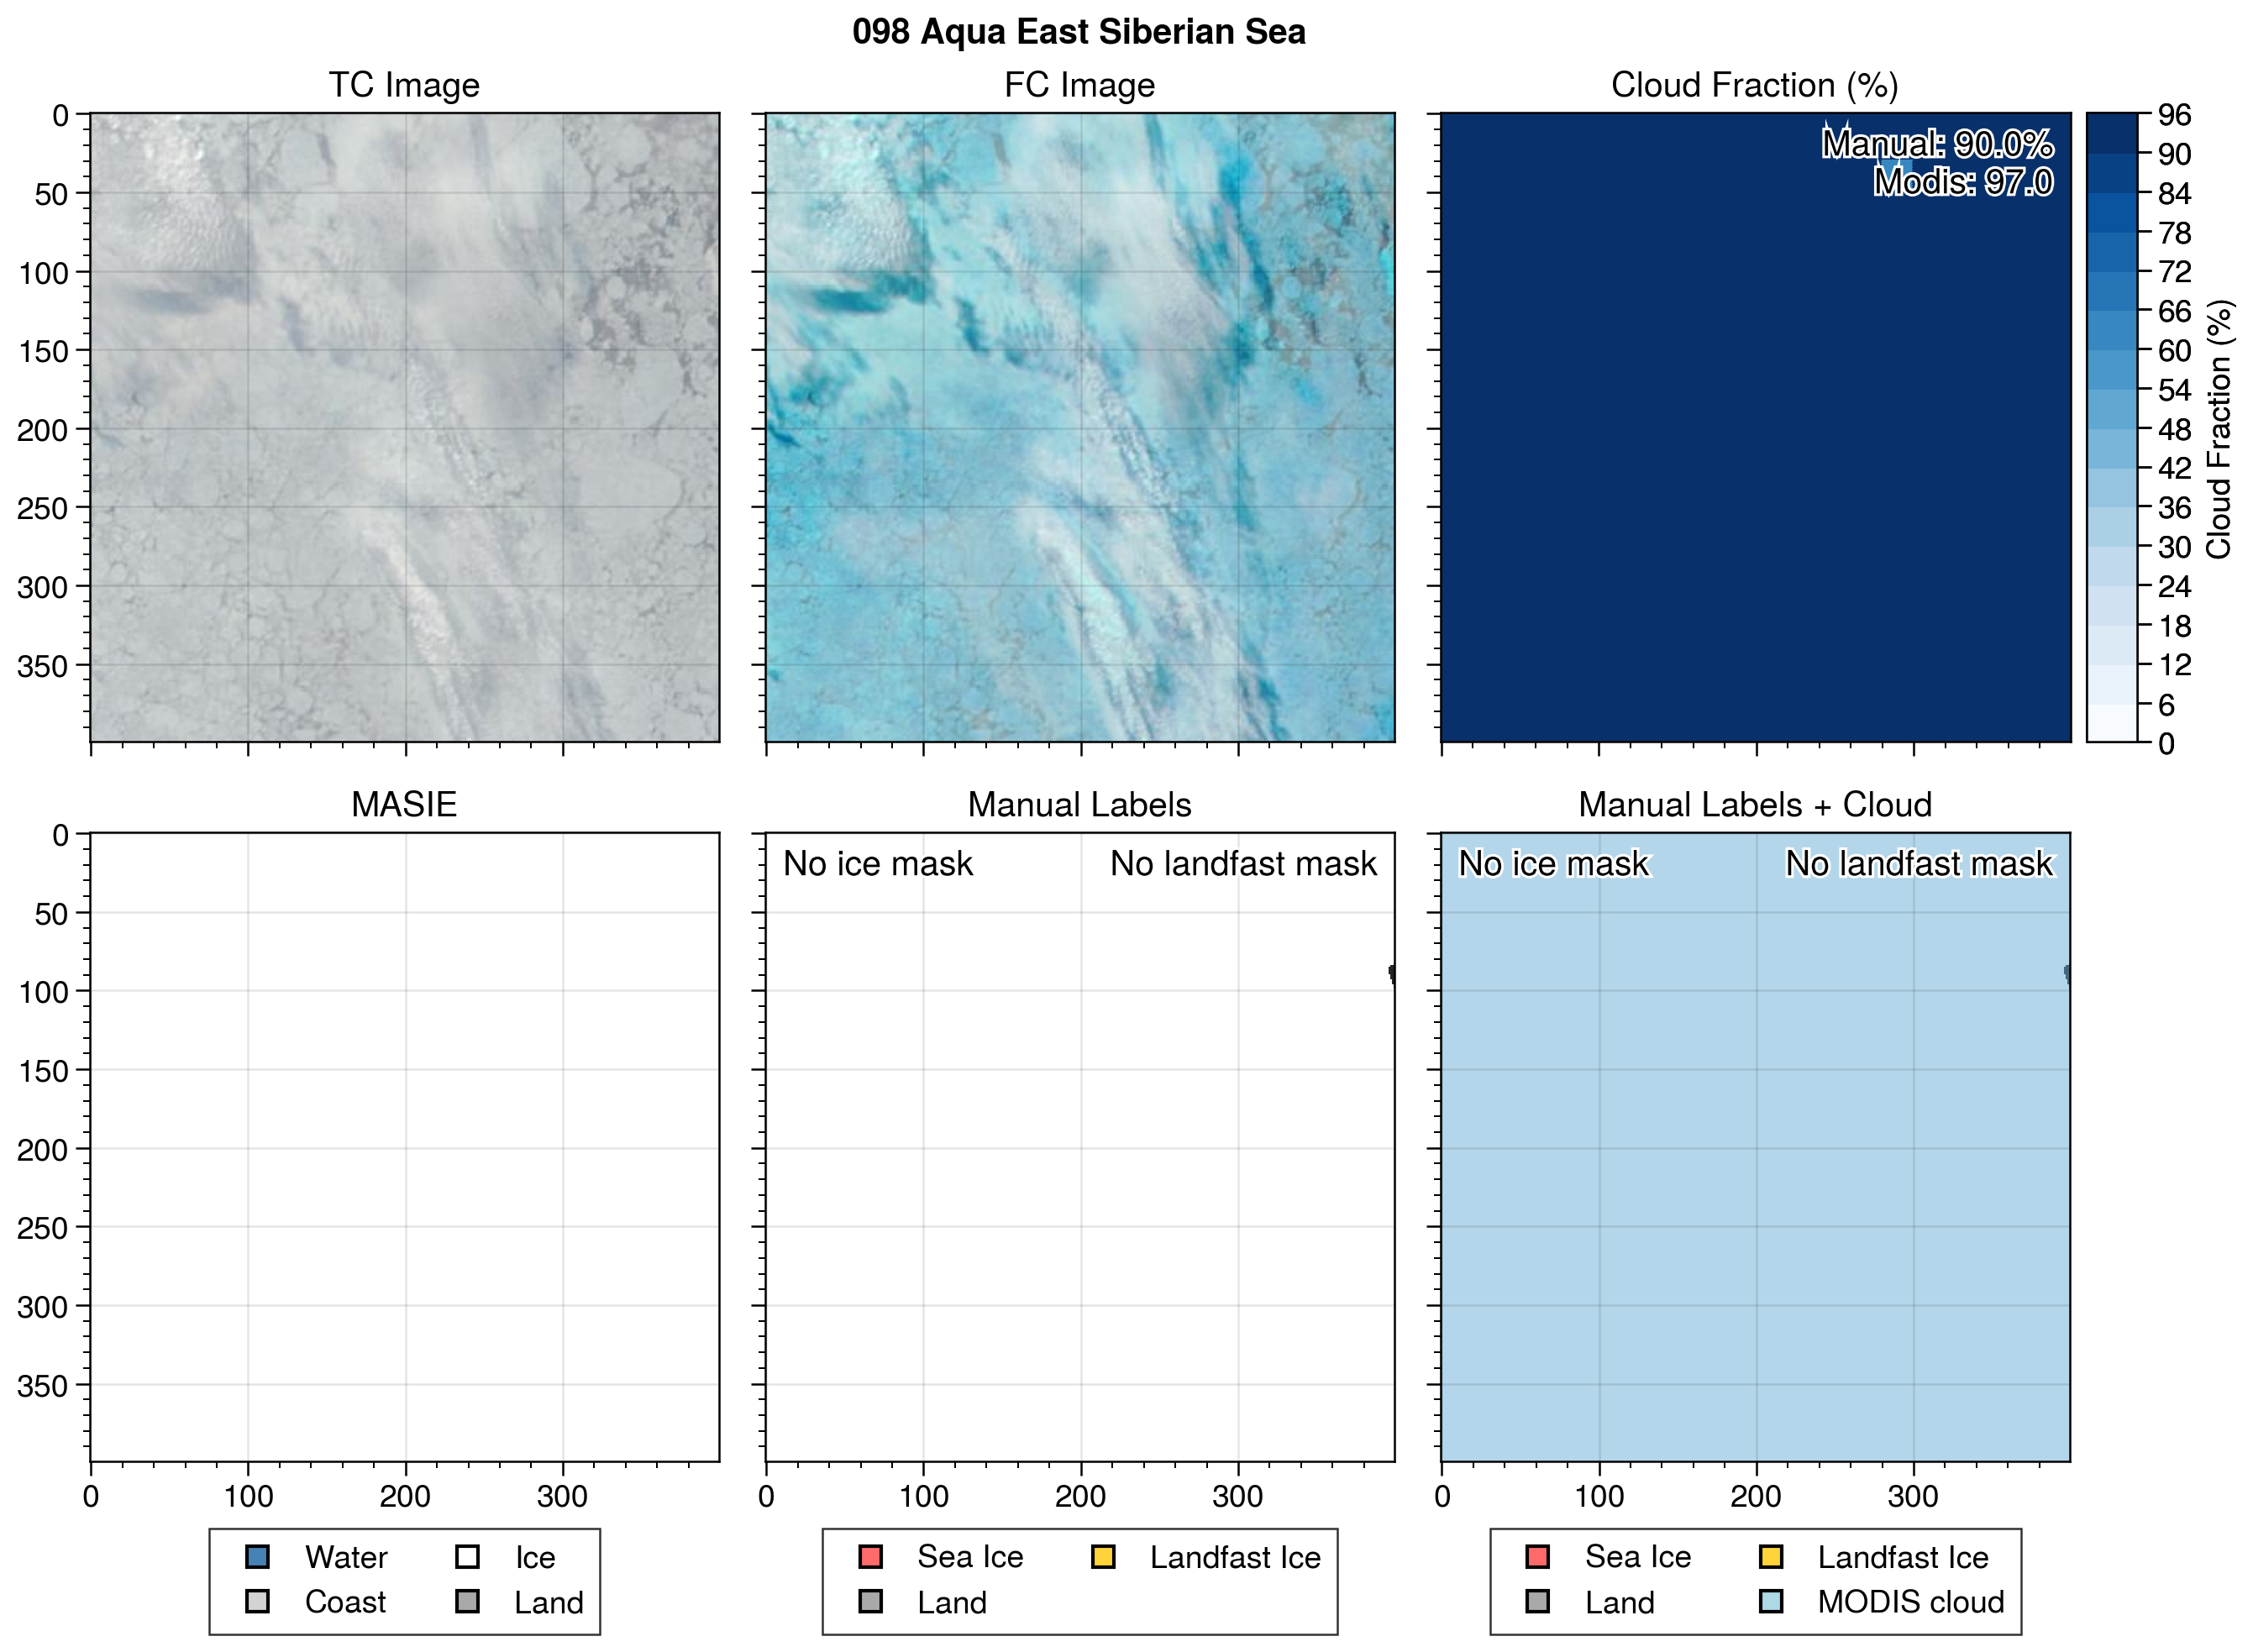 098 Aqua East Siberian Sea
TC Image
FC Image
Cloud Fraction (%)
0
50
100
150
200
250
300
350
Manual: 90.0%
Modis: 97.0
96
90
84
78
72
66
60
54
48
42
36
30
24
18
12
6
0
Cloud Fraction (%)
MASIE
Manual Labels
Manual Labels + Cloud
0
50
100
150
200
250
300
350
No ice mask
No landfast mask
No ice mask
No landfast mask
0
100
200
300
0
100
200
300
0
100
200
300
Water
Ice
Coast
Land
Sea Ice
Landfast Ice
Land
Sea Ice
Landfast Ice
Land
MODIS cloud